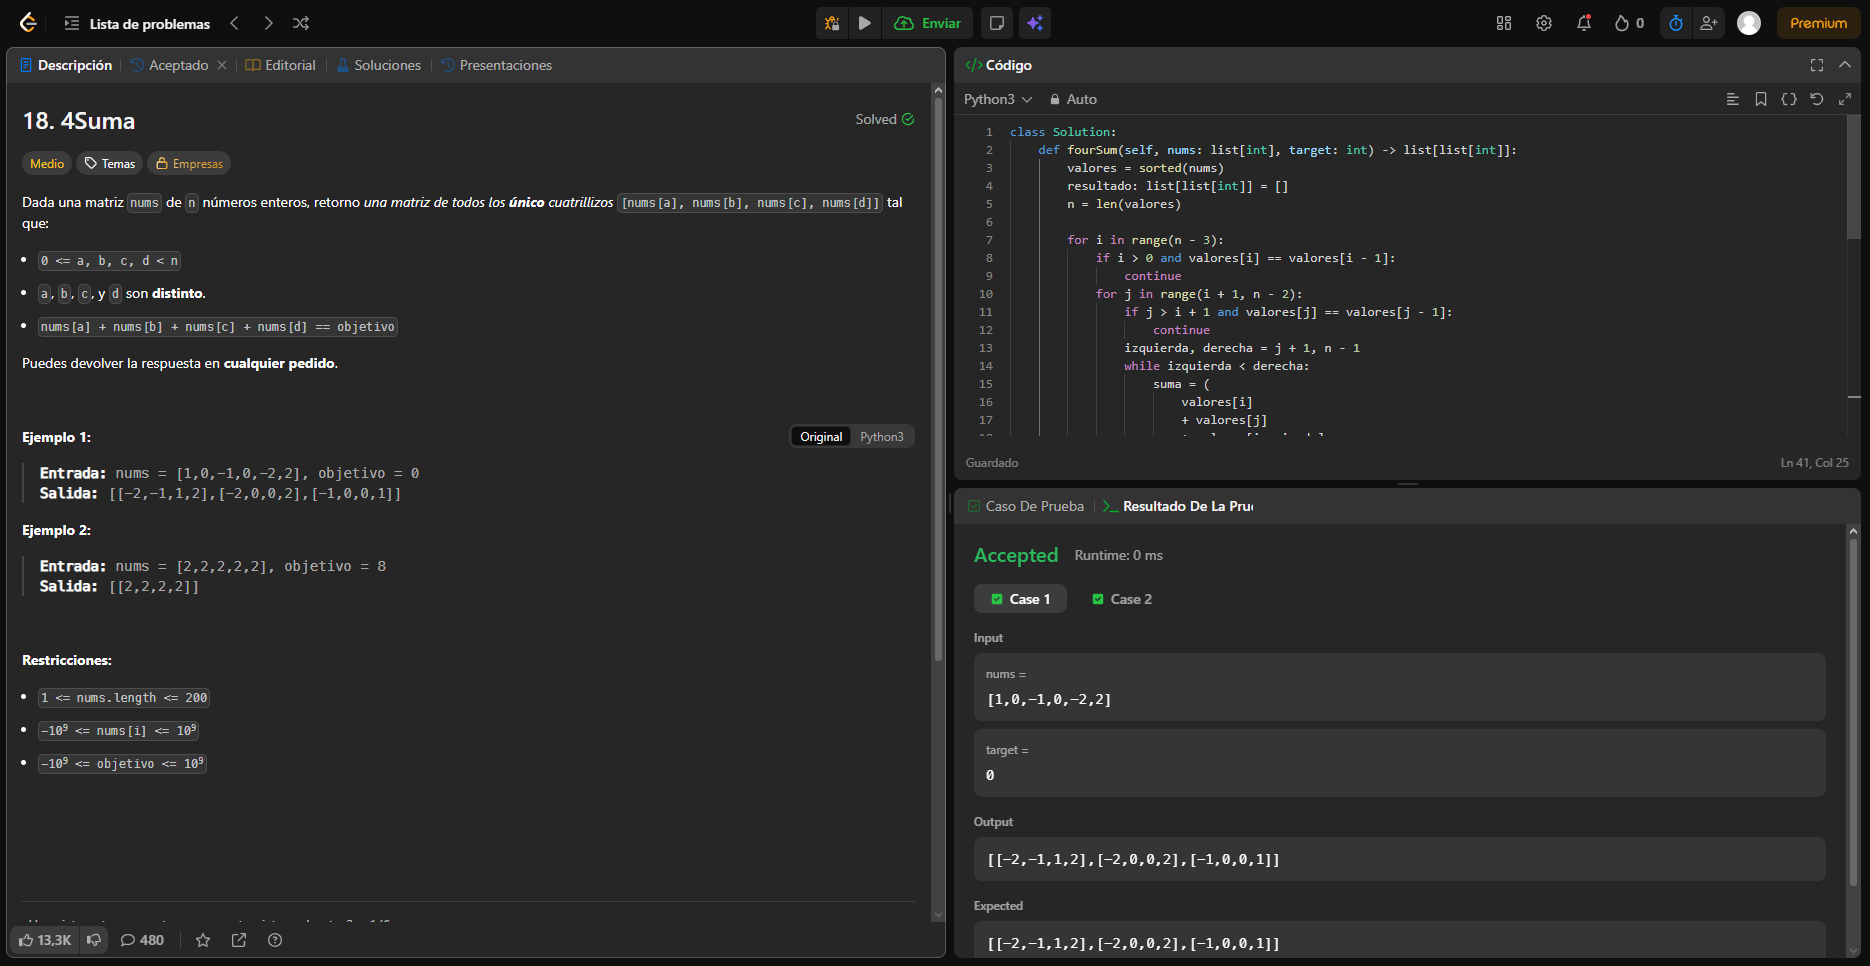 Lista de problemas
Enviar
0
Premium
Descripción
Aceptado
Editorial
Soluciones
Presentaciones
18. 4Suma
Solved
Medio
Temas
Empresas
Dada una matriz nums de n números enteros, retorno una matriz de todos los único cuatrillizos [nums[a], nums[b], nums[c], nums[d]] tal
que:
0 <= a, b, c, d < n
a, b, c, y d son distinto.
nums[a] + nums[b] + nums[c] + nums[d] == objetivo
Puedes devolver la respuesta en cualquier pedido.
Ejemplo 1:
Original
Python3
Entrada: nums = [1,0,-1,0,-2,2], objetivo = 0
Salida: [[-2,-1,1,2],[-2,0,0,2],[-1,0,0,1]]
Ejemplo 2:
Entrada: nums = [2,2,2,2,2], objetivo = 8
Salida: [[2,2,2,2]]
Restricciones:
1 <= nums.length <= 200
-10⁹ <= nums[i] <= 10⁹
-10⁹ <= objetivo <= 10⁹
13,3K
480
Código
Python3
Auto
1 class Solution:
2 def fourSum(self, nums: list[int], target: int) -> list[list[int]]:
3 valores = sorted(nums)
4 resultado: list[list[int]] = []
5 n = len(valores)
6
7 for i in range(n - 3):
8 if i > 0 and valores[i] == valores[i - 1]:
9 continue
10 for j in range(i + 1, n - 2):
11 if j > i + 1 and valores[j] == valores[j - 1]:
12 continue
13 izquierda, derecha = j + 1, n - 1
14 while izquierda < derecha:
15 suma = (
16 valores[i]
17 + valores[j]
Guardado
Ln 41, Col 25
Caso De Prueba
Resultado De La Prue
Accepted
Runtime: 0 ms
Case 1
Case 2
Input
nums =
[1,0,-1,0,-2,2]
target =
0
Output
[[-2,-1,1,2],[-2,0,0,2],[-1,0,0,1]]
Expected
[[-2,-1,1,2],[-2,0,0,2],[-1,0,0,1]]